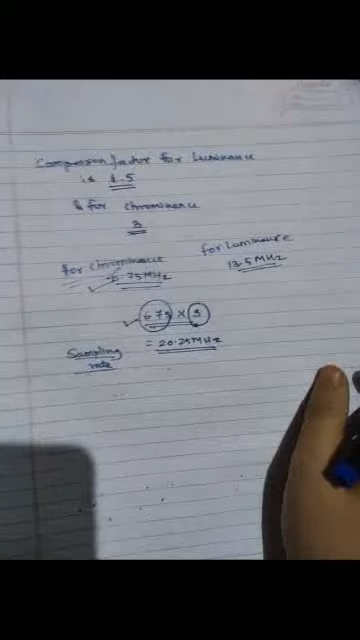 Compression factor for Luminance
is 1.5
& for Chrominance
3
for Chrominance
6.75 MHz
for Luminance
13.5 MHz
6.75 × 3
= 20.25 MHz
Sampling
rate